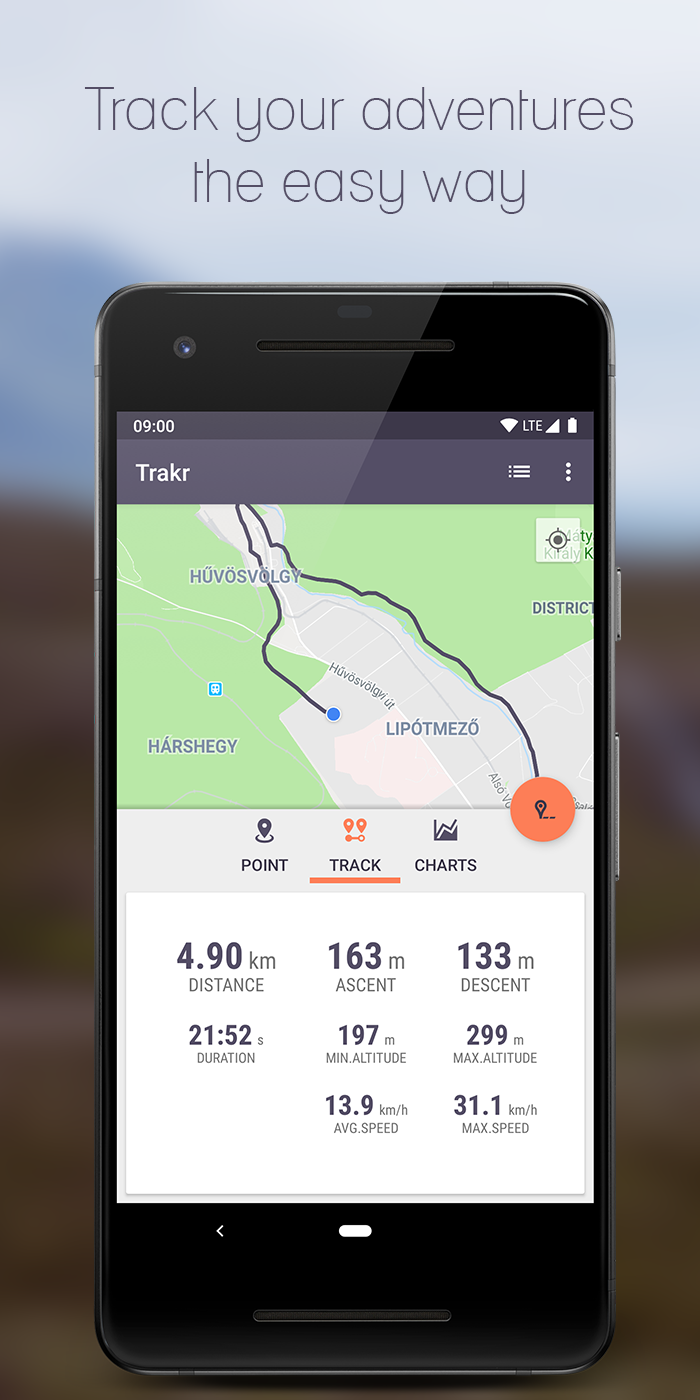 Track your adventures
the easy way
09:00
LTE
Trakr
HŰVÖSVÖLGY
Király K
DISTRICT
Hűvösvölgyi út
LIPÓTMEZŐ
HÁRSHEGY
Alsó
POINT
TRACK
CHARTS
4.90 km
163 m
133 m
DISTANCE
ASCENT
DESCENT
21:52 s
197 m
299 m
DURATION
MIN.ALTITUDE
MAX.ALTITUDE
13.9 km/h
31.1 km/h
AVG.SPEED
MAX.SPEED